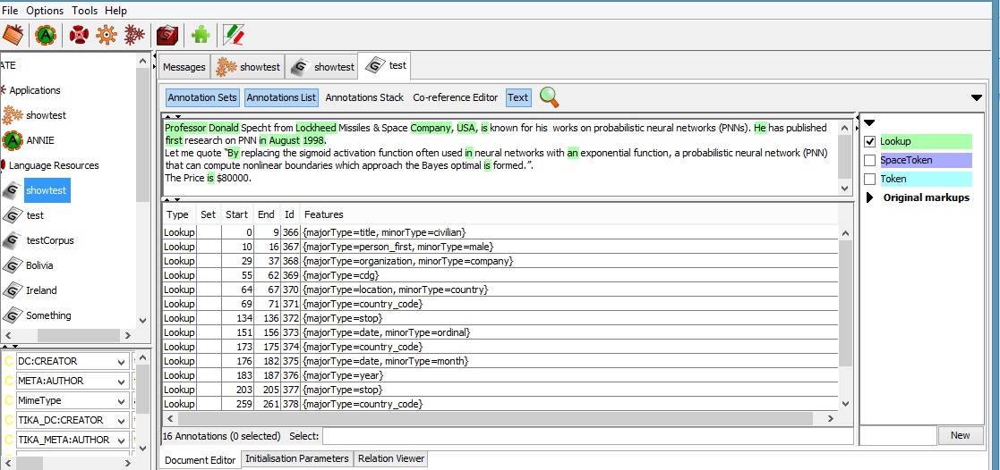 File Options Tools Help
ATE
Applications
showtest
ANNIE
Language Resources
showtest
test
testCorpus
Bolivia
Ireland
Something
C DC:CREATOR
C META:AUTHOR
C MimeType
C TIKA_DC:CREATOR
C TIKA_META:AUTHOR
Messages showtest showtest test
Annotation Sets Annotations List Annotations Stack Co-reference Editor Text
Professor Donald Specht from Lockheed Missiles & Space Company, USA, is known for his works on probabilistic neural networks (PNNs). He has published
first research on PNN in August 1998.
Let me quote "By replacing the sigmoid activation function often used in neural networks with an exponential function, a probabilistic neural network (PNN)
that can compute nonlinear boundaries which approach the Bayes optimal is formed.".
The Price is $80000.
Type Set Start End Id Features
Lookup 0 9 366 {majorType=title, minorType=civilian}
Lookup 10 16 367 {majorType=person_first, minorType=male}
Lookup 29 37 368 {majorType=organization, minorType=company}
Lookup 55 62 369 {majorType=cdg}
Lookup 64 67 370 {majorType=location, minorType=country}
Lookup 69 71 371 {majorType=country_code}
Lookup 134 136 372 {majorType=stop}
Lookup 151 156 373 {majorType=date, minorType=ordinal}
Lookup 173 175 374 {majorType=country_code}
Lookup 176 182 375 {majorType=date, minorType=month}
Lookup 183 187 376 {majorType=year}
Lookup 203 205 377 {majorType=stop}
Lookup 259 261 378 {majorType=country_code}
16 Annotations (0 selected) Select:
Document Editor Initialisation Parameters Relation Viewer
Lookup
SpaceToken
Token
Original markups
New